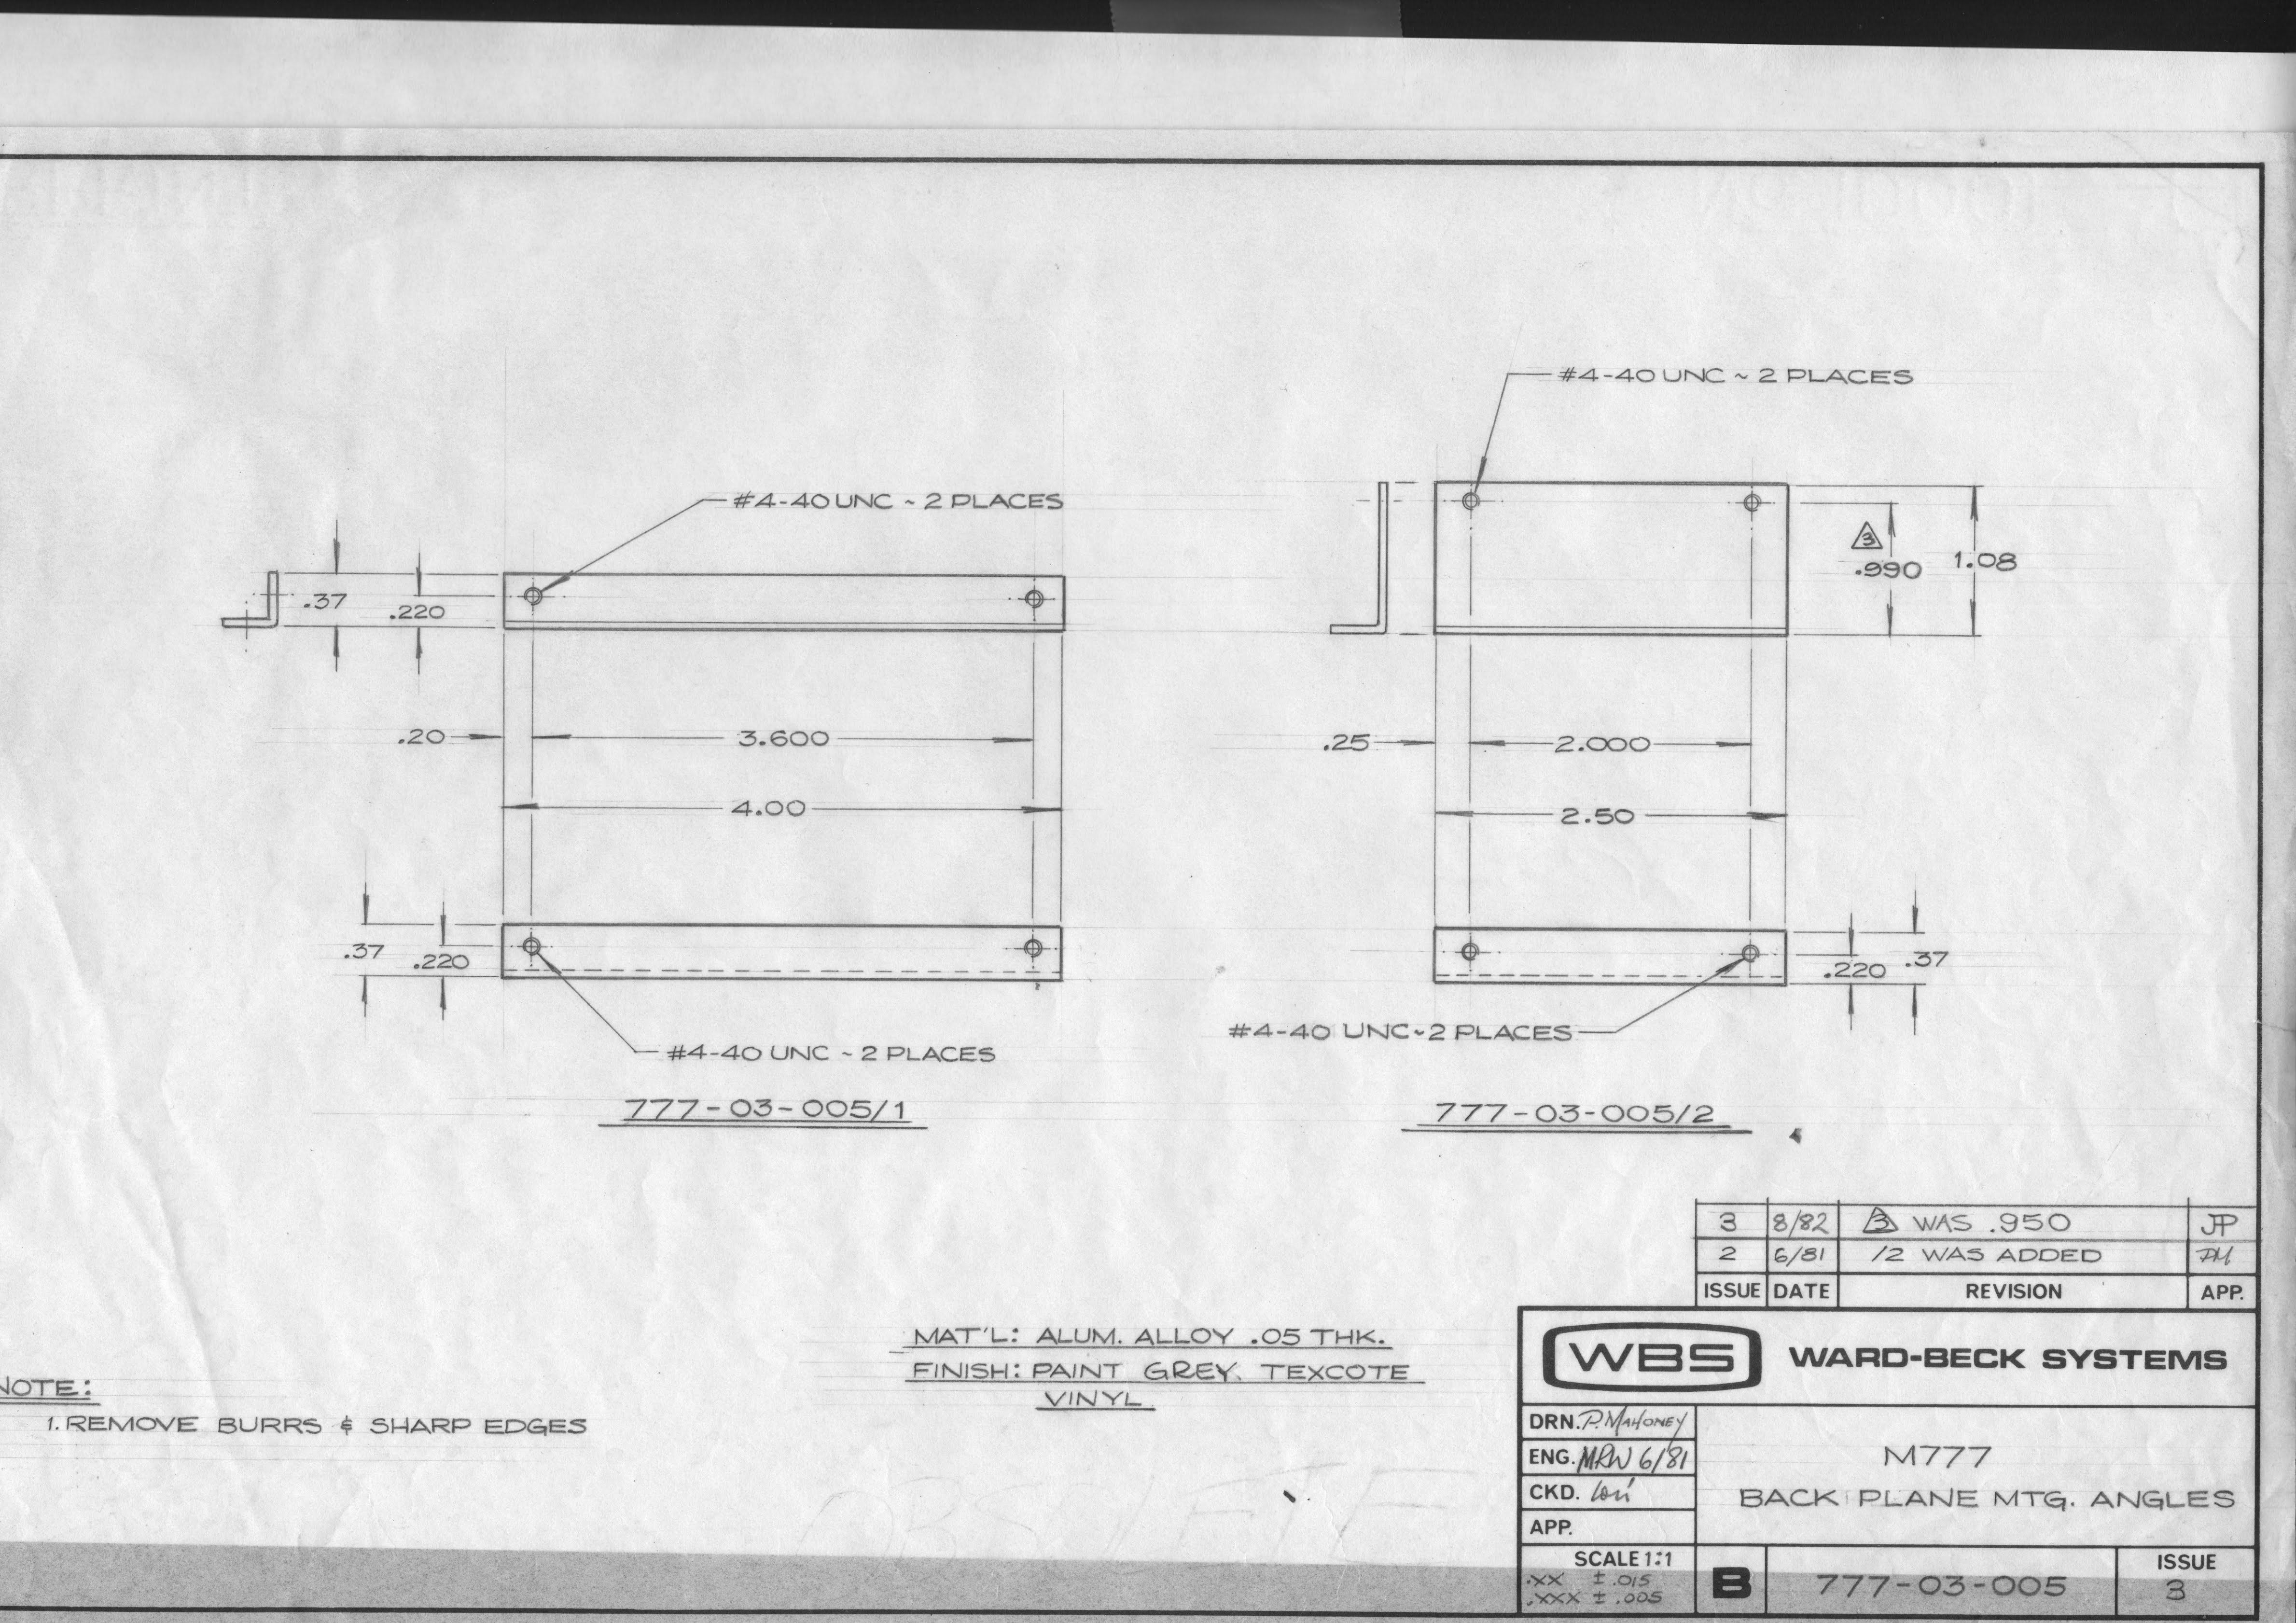 #4-40 UNC ~ 2 PLACES
#4-40 UNC ~ 2 PLACES
.37
.220
3
.990
1.08
.20
3.600
4.00
.25
2.000
2.50
.37
.220
.220
.37
#4-40 UNC ~ 2 PLACES
#4-40 UNC ~ 2 PLACES
777-03-005/1
777-03-005/2
3 8/82 3 WAS .950 JP
2 6/81 /2 WAS ADDED PM
ISSUE DATE REVISION APP.
MAT'L: ALUM. ALLOY .05 THK.
FINISH: PAINT GREY. TEXCOTE
VINYL
NOTE:
1. REMOVE BURRS & SHARP EDGES
OBSOLETE
WBS WARD-BECK SYSTEMS
DRN. P. MAHONEY
ENG. MRW 6/81
CKD.
APP.
M777
BACK PLANE MTG. ANGLES
SCALE 1:1
.XX ± .015
.XXX ± .005
B
777-03-005
ISSUE
3